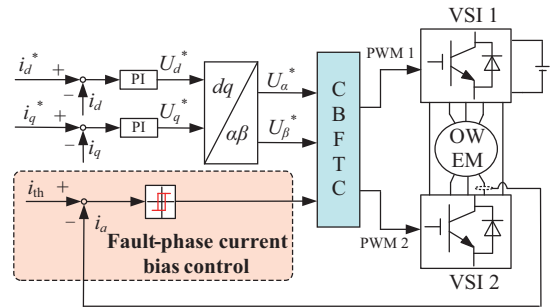 VSI 1
i_d^*
+
−
i_d
PI
U_d^*
i_q^*
+
−
i_q
PI
U_q^*
dq
αβ
U_α^*
U_β^*
C
B
F
T
C
PWM 1
OW
EM
i_th
+
−
i_a
Fault-phase current
bias control
PWM 2
VSI 2